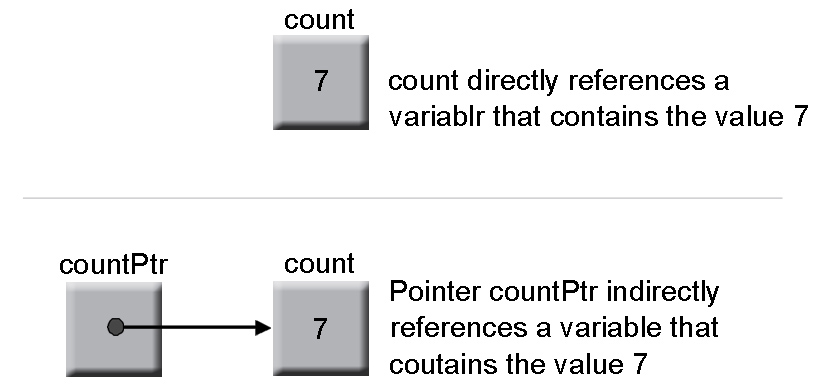 count
7
count directly references a
variablr that contains the value 7
countPtr
count
7
Pointer countPtr indirectly
references a variable that
coutains the value 7